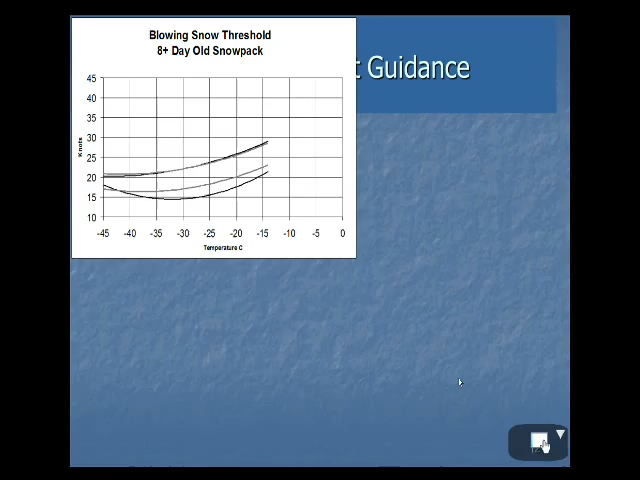 Blowing Snow Threshold
8+ Day Old Snowpack
t Guidance
45
40
35
30
25
20
15
10
Knots
-45 -40 -35 -30 -25 -20 -15 -10 -5 0
Temperature C